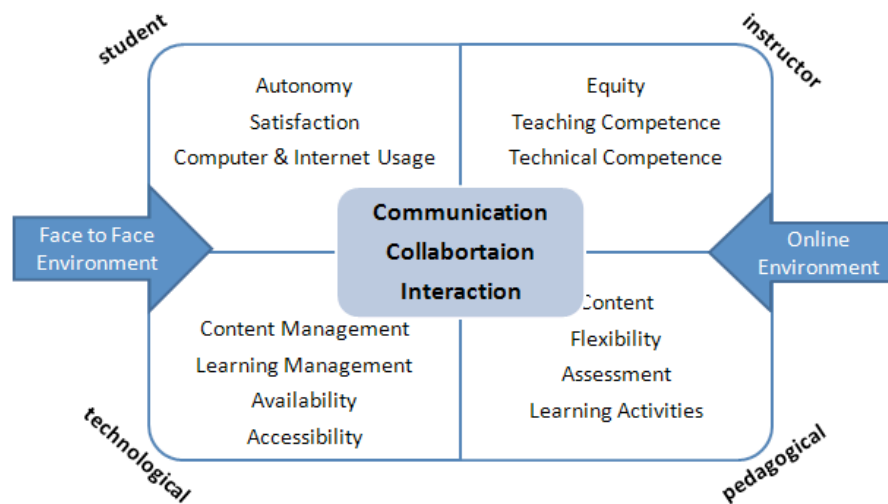 student
instructor
Autonomy
Satisfaction
Computer & Internet Usage
Equity
Teaching Competence
Technical Competence
Face to Face
Environment
Communication
Collabortaion
Interaction
Online
Environment
Content Management
Learning Management
Availability
Accessibility
Content
Flexibility
Assessment
Learning Activities
technological
pedagogical